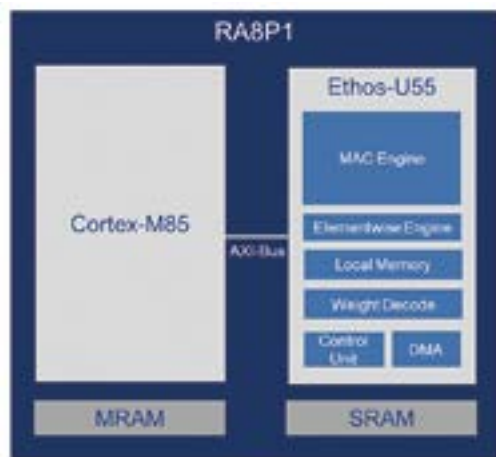 RA8P1
Cortex-M85
AXI-Bus
Ethos-U55
MAC Engine
Elementwise Engine
Local Memory
Weight Decode
Control
Unit
DMA
MRAM
SRAM